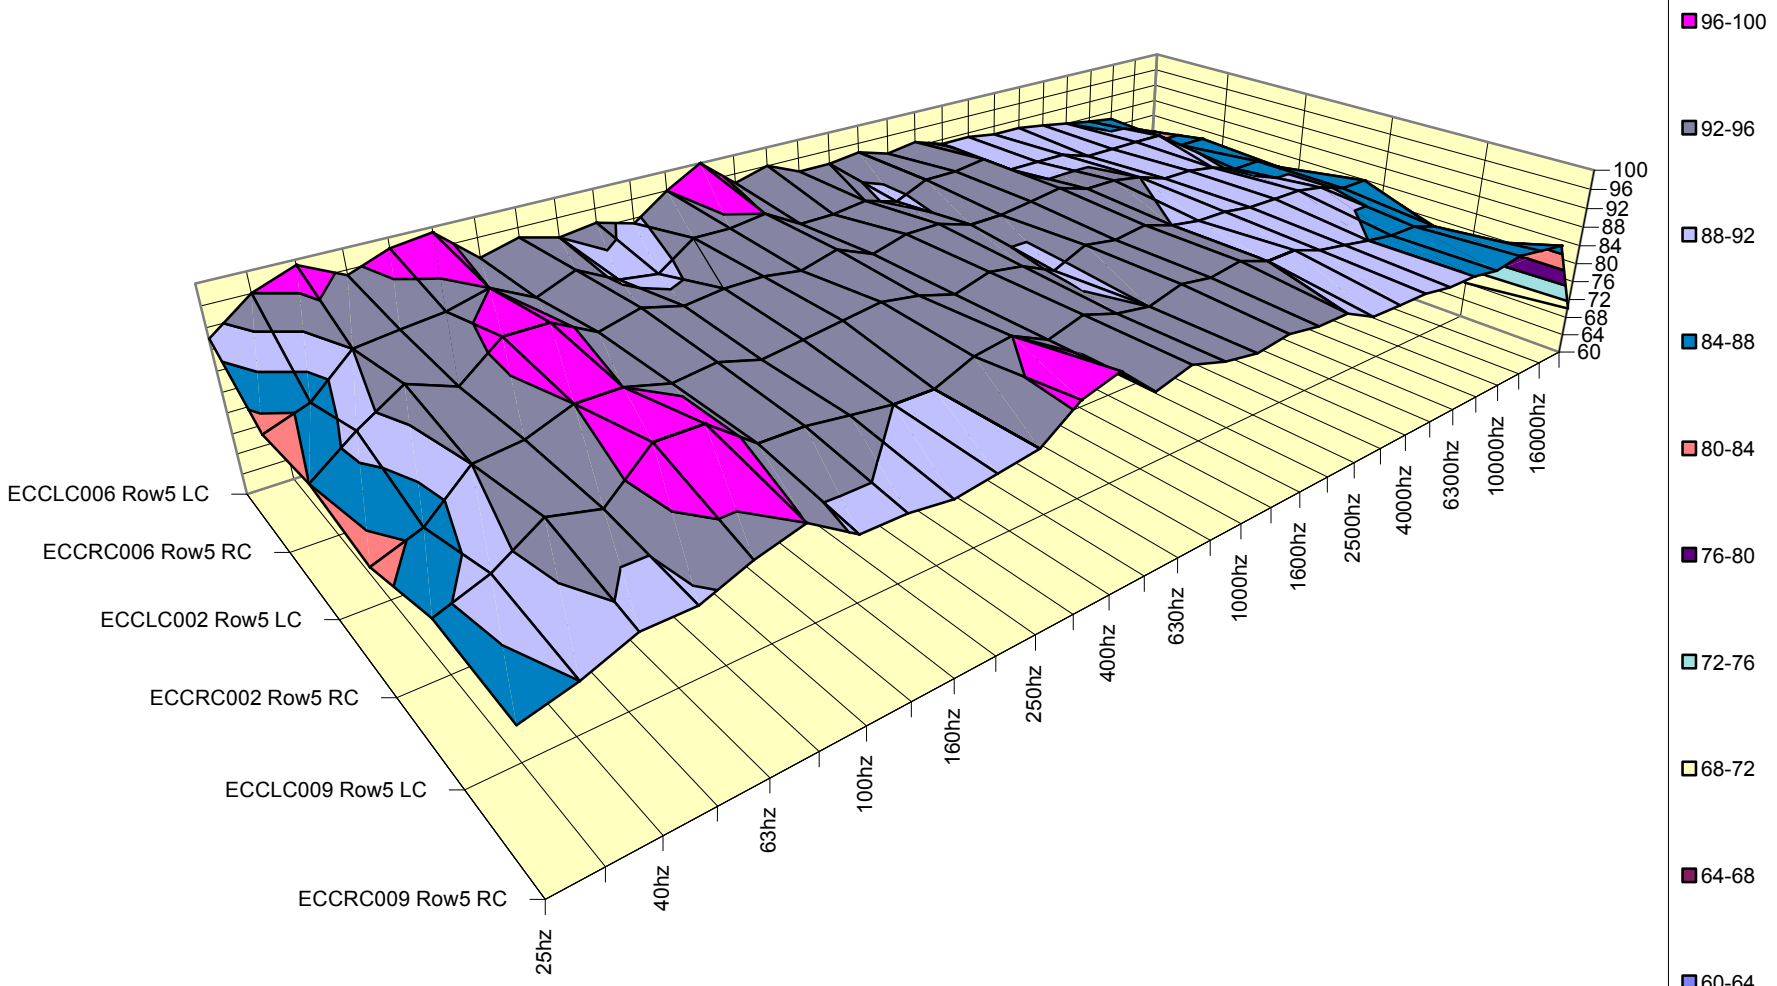 96-100
92-96
88-92
84-88
80-84
76-80
72-76
68-72
64-68
60-64
100
96
92
88
84
80
76
72
68
64
60
ECCLC006 Row5 LC
ECCRC006 Row5 RC
ECCLC002 Row5 LC
ECCRC002 Row5 RC
ECCLC009 Row5 LC
ECCRC009 Row5 RC
25hz
40hz
63hz
100hz
160hz
250hz
400hz
630hz
1000hz
1600hz
2500hz
4000hz
6300hz
10000hz
16000hz